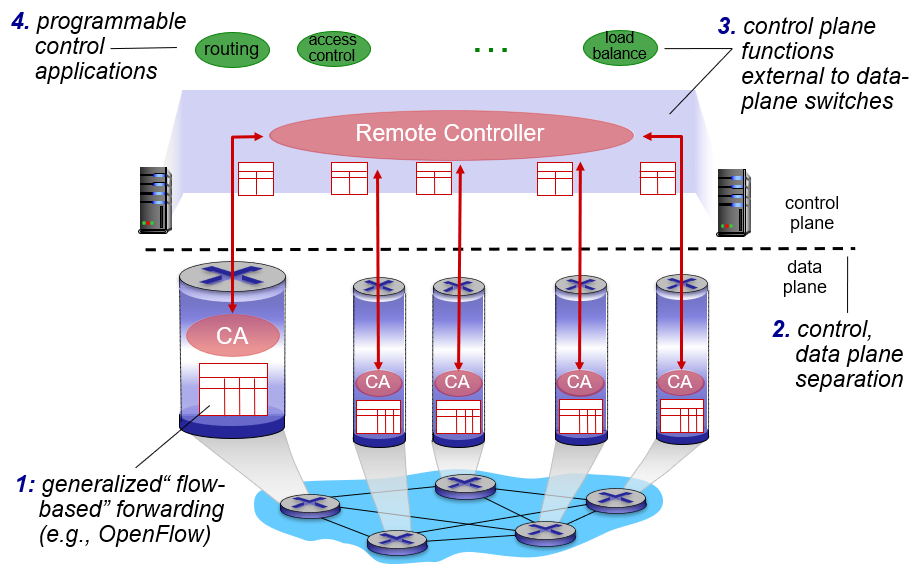 4. programmable
control
applications
routing
access
control
...
load
balance
3. control plane
functions
external to data-
plane switches
Remote Controller
control
plane
data
plane
CA
CA
CA
CA
CA
2. control,
data plane
separation
1: generalized“ flow-
based” forwarding
(e.g., OpenFlow)